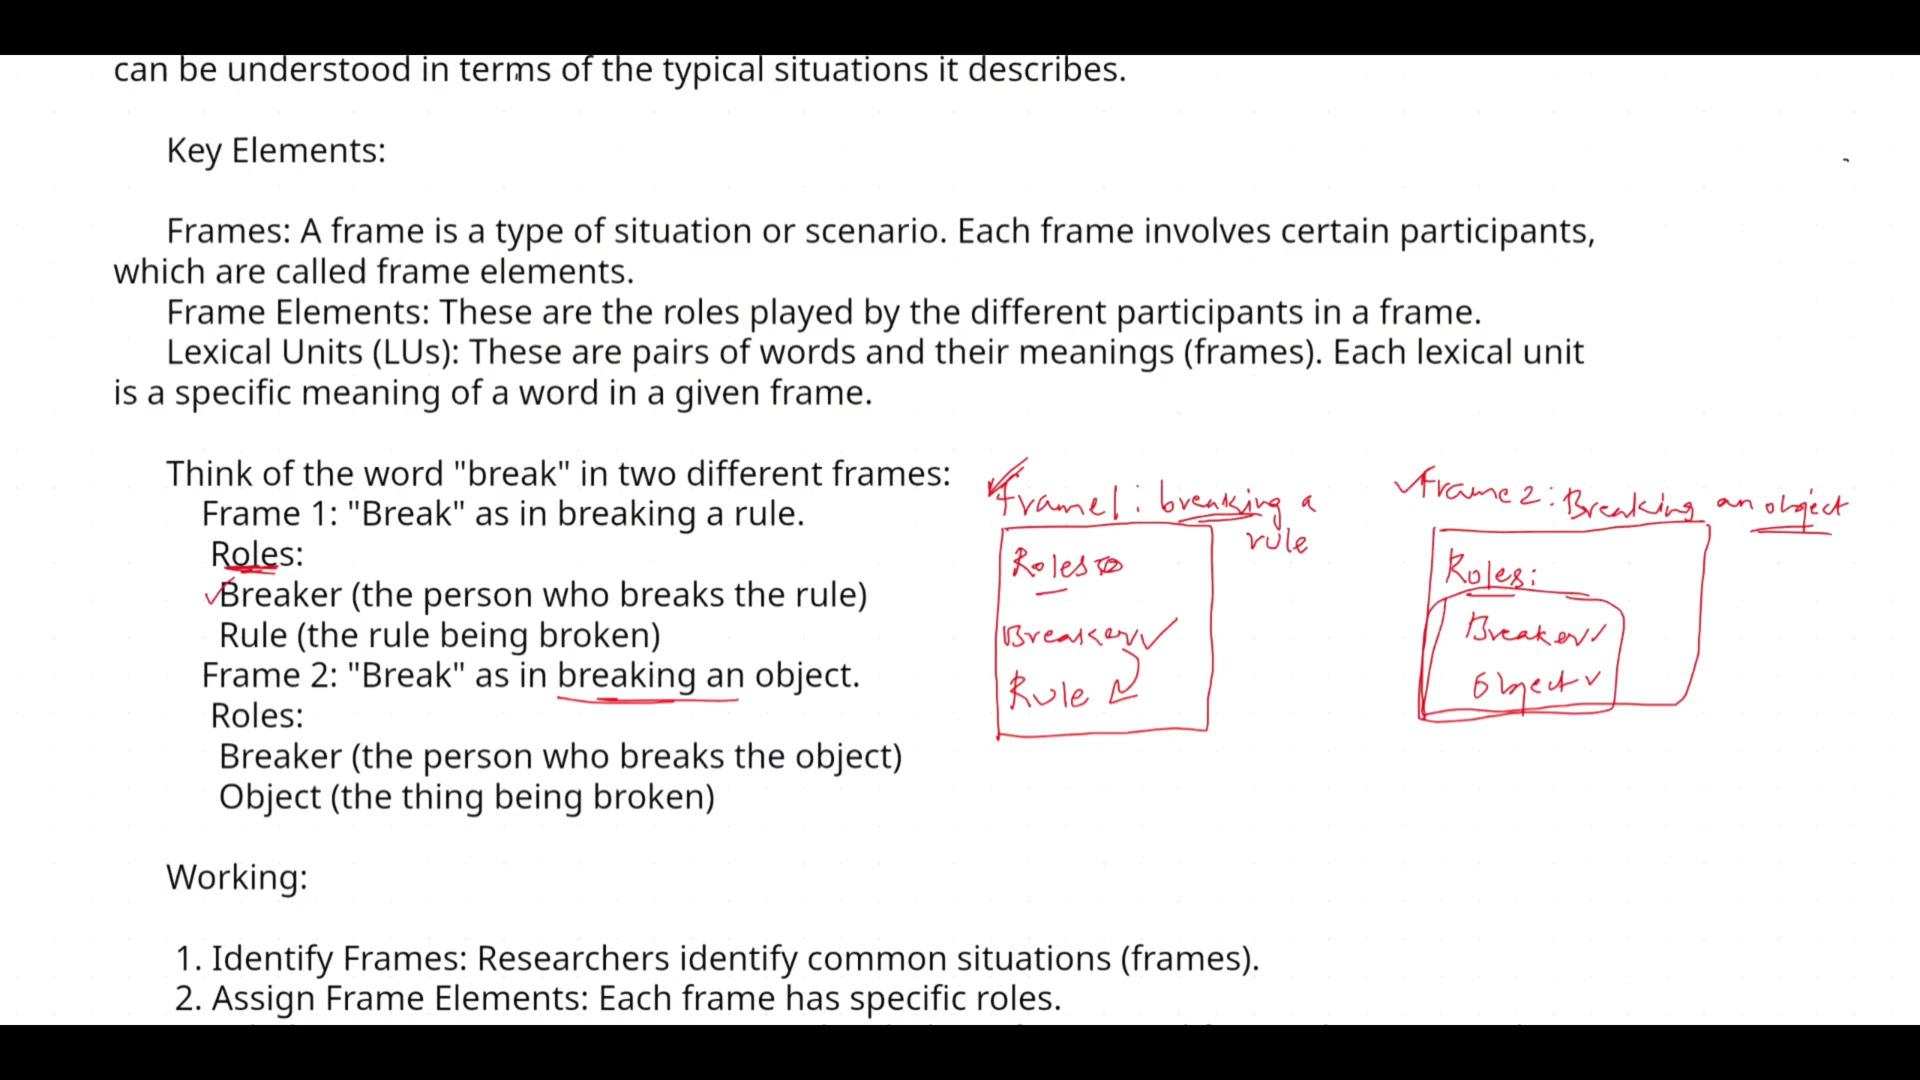 can be understood in terms of the typical situations it describes.
Key Elements:
Frames: A frame is a type of situation or scenario. Each frame involves certain participants,
which are called frame elements.
Frame Elements: These are the roles played by the different participants in a frame.
Lexical Units (LUs): These are pairs of words and their meanings (frames). Each lexical unit
is a specific meaning of a word in a given frame.
Think of the word "break" in two different frames:
Frame 1: "Break" as in breaking a rule.
Roles:
Breaker (the person who breaks the rule)
Rule (the rule being broken)
Frame 2: "Break" as in breaking an object.
Roles:
Breaker (the person who breaks the object)
Object (the thing being broken)
Frame 1: breaking a
rule
Roles
Breaker
Rule
Frame 2: Breaking an object
Roles:
Breaker
Object
Working:
1. Identify Frames: Researchers identify common situations (frames).
2. Assign Frame Elements: Each frame has specific roles.